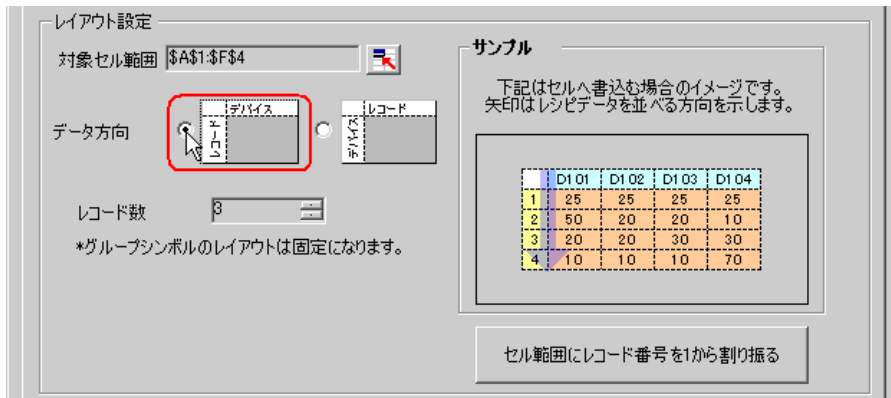 レイアウト設定
対象セル範囲 $A$1:$F$4
データ方向
デバイス
レコード
レコード
デバイス
レコード数 3
*グループシンボルのレイアウトは固定になります。
サンプル
下記はセルへ書込む場合のイメージです。
矢印はレシピデータを並べる方向を示します。
D101 D102 D103 D104
1 25 25 25 25
2 50 20 20 10
3 20 20 30 30
4 10 10 10 70
セル範囲にレコード番号を1から割り振る